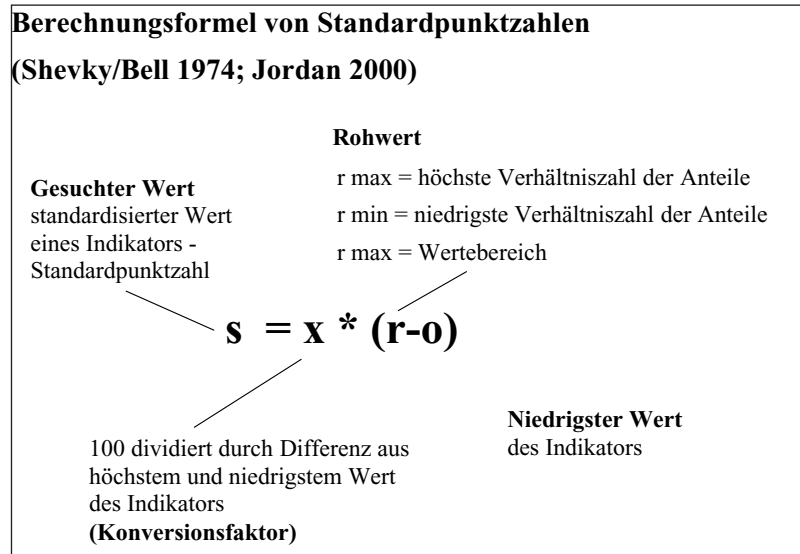 Berechnungsformel von Standardpunktzahlen
(Shevky/Bell 1974; Jordan 2000)
Rohwert
r max = höchste Verhältniszahl der Anteile
r min = niedrigste Verhältniszahl der Anteile
r max = Wertebereich
Gesuchter Wert
standardisierter Wert
eines Indikators -
Standardpunktzahl
s = x * (r-o)
100 dividiert durch Differenz aus
höchstem und niedrigstem Wert
des Indikators
(Konversionsfaktor)
Niedrigster Wert
des Indikators